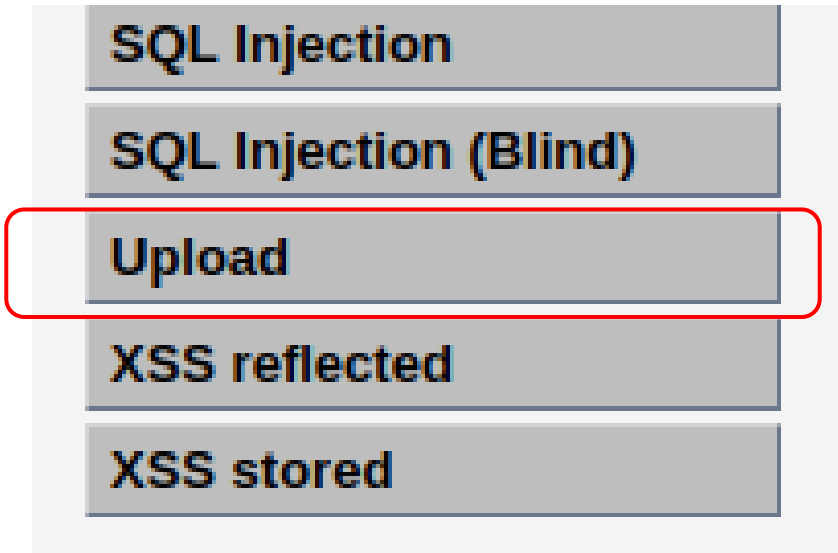 SQL Injection
SQL Injection (Blind)
Upload
XSS reflected
XSS stored